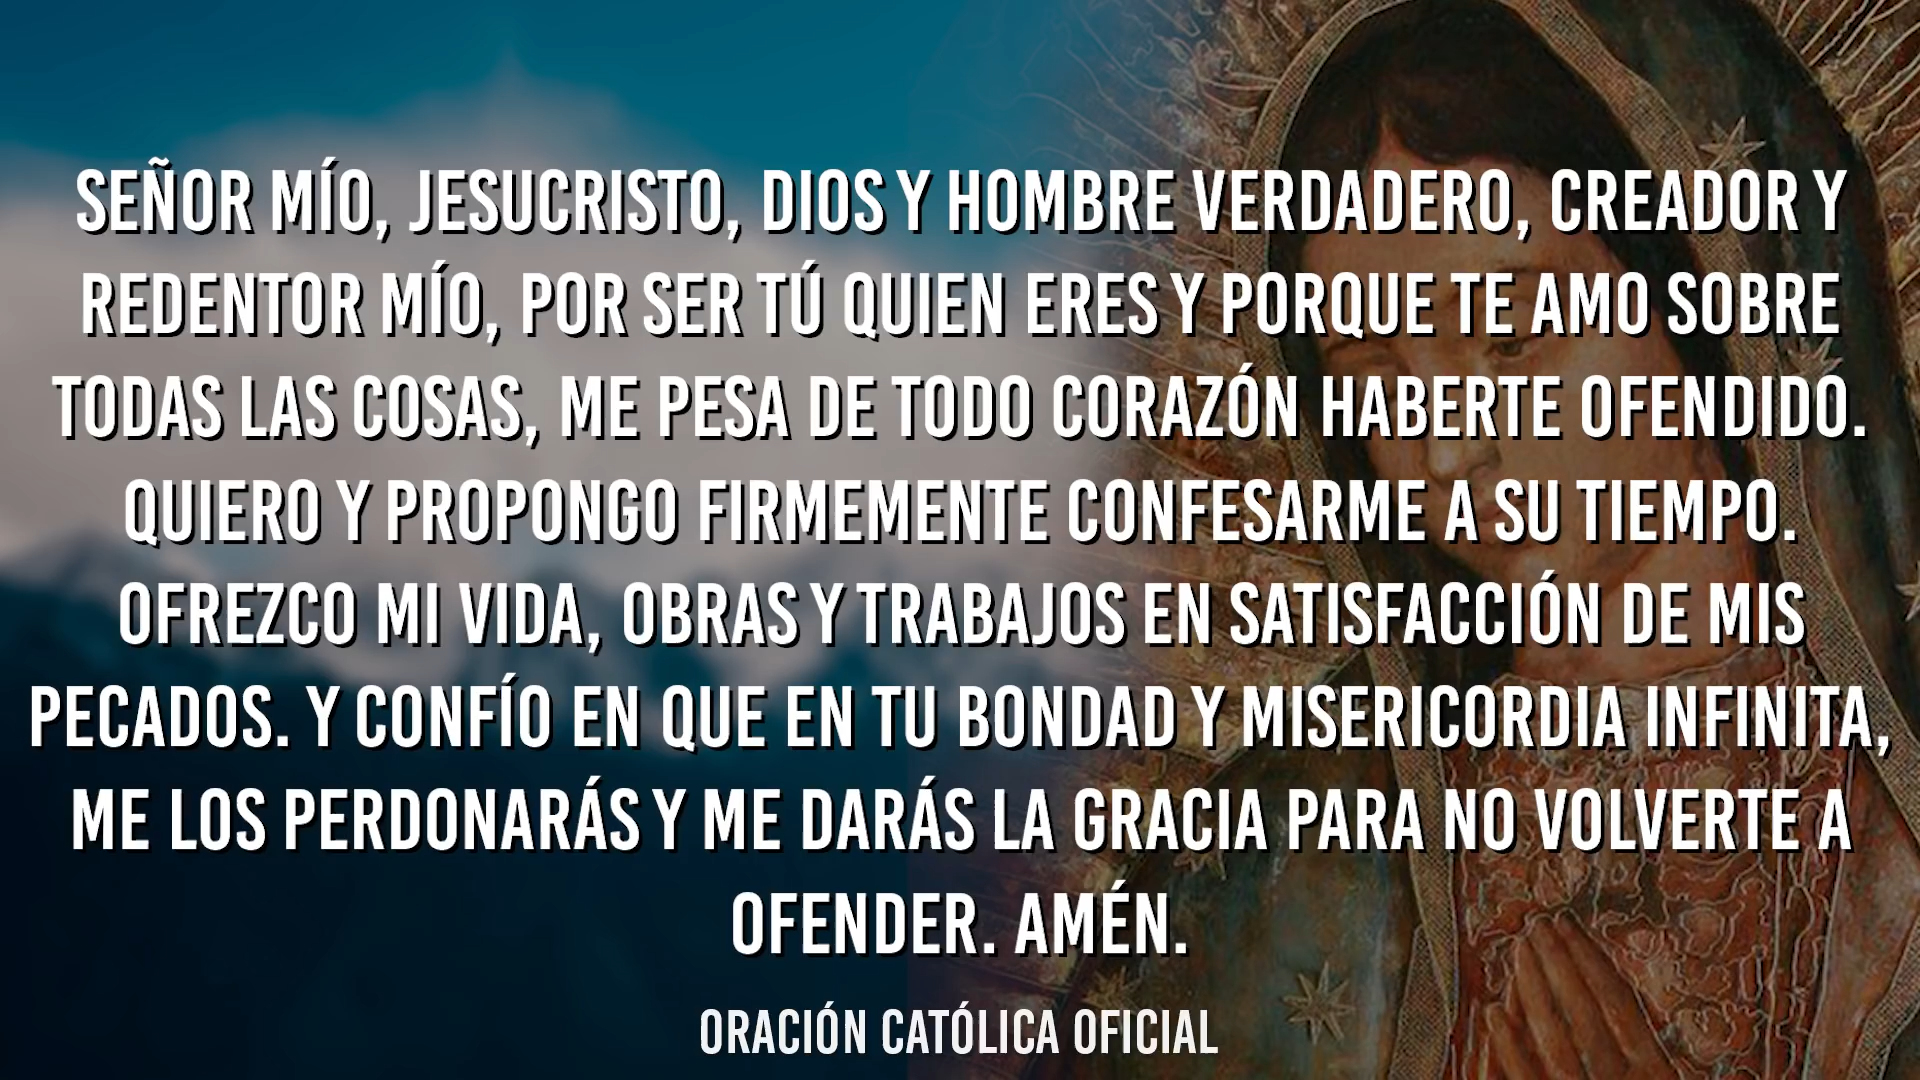 SEÑOR MÍO, JESUCRISTO, DIOS Y HOMBRE VERDADERO, CREADOR Y
REDENTOR MÍO, POR SER TÚ QUIEN ERES Y PORQUE TE AMO SOBRE
TODAS LAS COSAS, ME PESA DE TODO CORAZÓN HABERTE OFENDIDO.
QUIERO Y PROPONGO FIRMEMENTE CONFESARME A SU TIEMPO.
OFREZCO MI VIDA, OBRAS Y TRABAJOS EN SATISFACCIÓN DE MIS
PECADOS. Y CONFÍO EN QUE EN TU BONDAD Y MISERICORDIA INFINITA,
ME LOS PERDONARÁS Y ME DARÁS LA GRACIA PARA NO VOLVERTE A
OFENDER. AMÉN.
ORACIÓN CATÓLICA OFICIAL